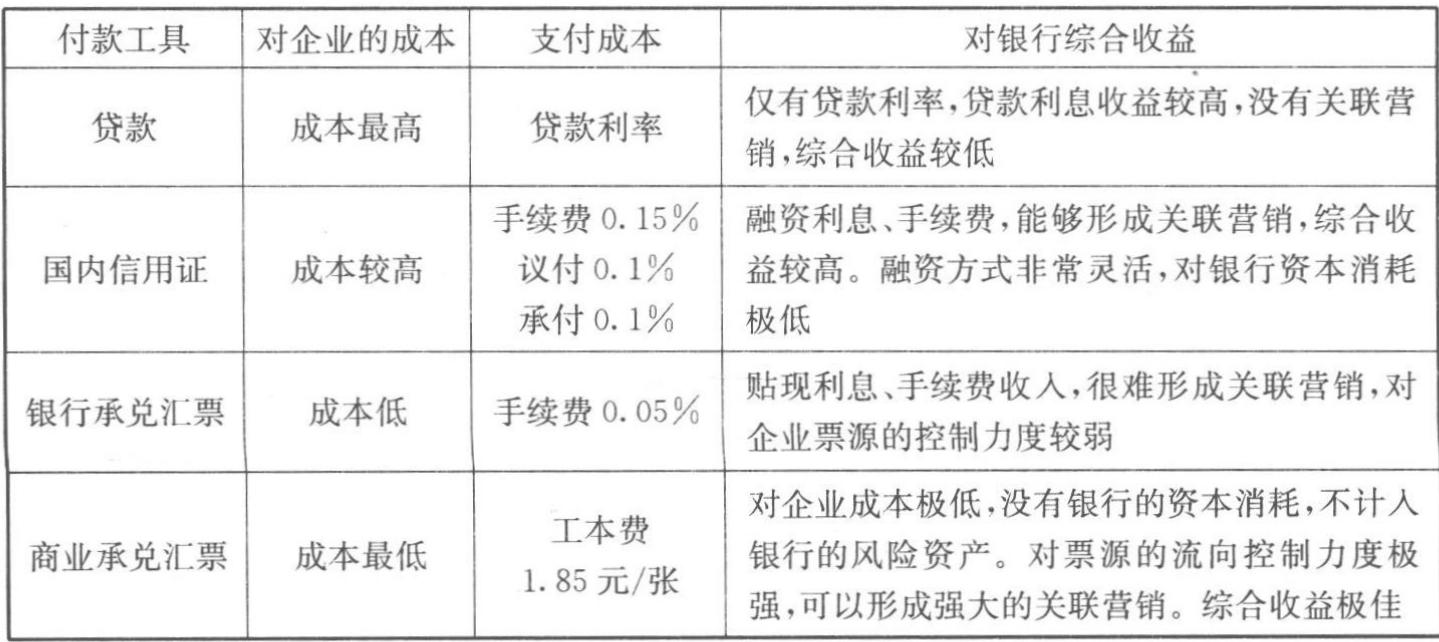 付款工具 对企业的成本 支付成本 对银行综合收益
贷款 成本最高 贷款利率
仅有贷款利率,贷款利息收益较高,没有关联营
销,综合收益较低
国内信用证 成本较高
手续费 0.15%
议付 0.1%
承付 0.1%
融资利息、手续费,能够形成关联营销,综合收
益较高。融资方式非常灵活,对银行资本消耗
极低
银行承兑汇票 成本低 手续费 0.05%
贴现利息、手续费收入,很难形成关联营销,对
企业票源的控制力度较弱
商业承兑汇票 成本最低
工本费
1.85 元/张
对企业成本极低,没有银行的资本消耗,不计入
银行的风险资产。对票源的流向控制力度极
强,可以形成强大的关联营销。综合收益极佳